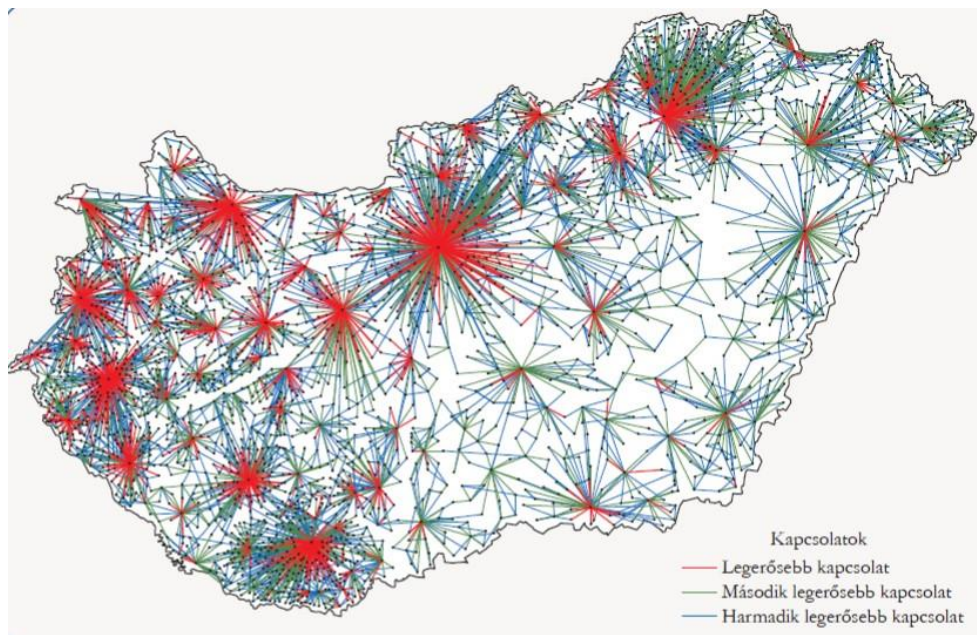 Kapcsolatok
Legerősebb kapcsolat
Második legerősebb kapcsolat
Harmadik legerősebb kapcsolat